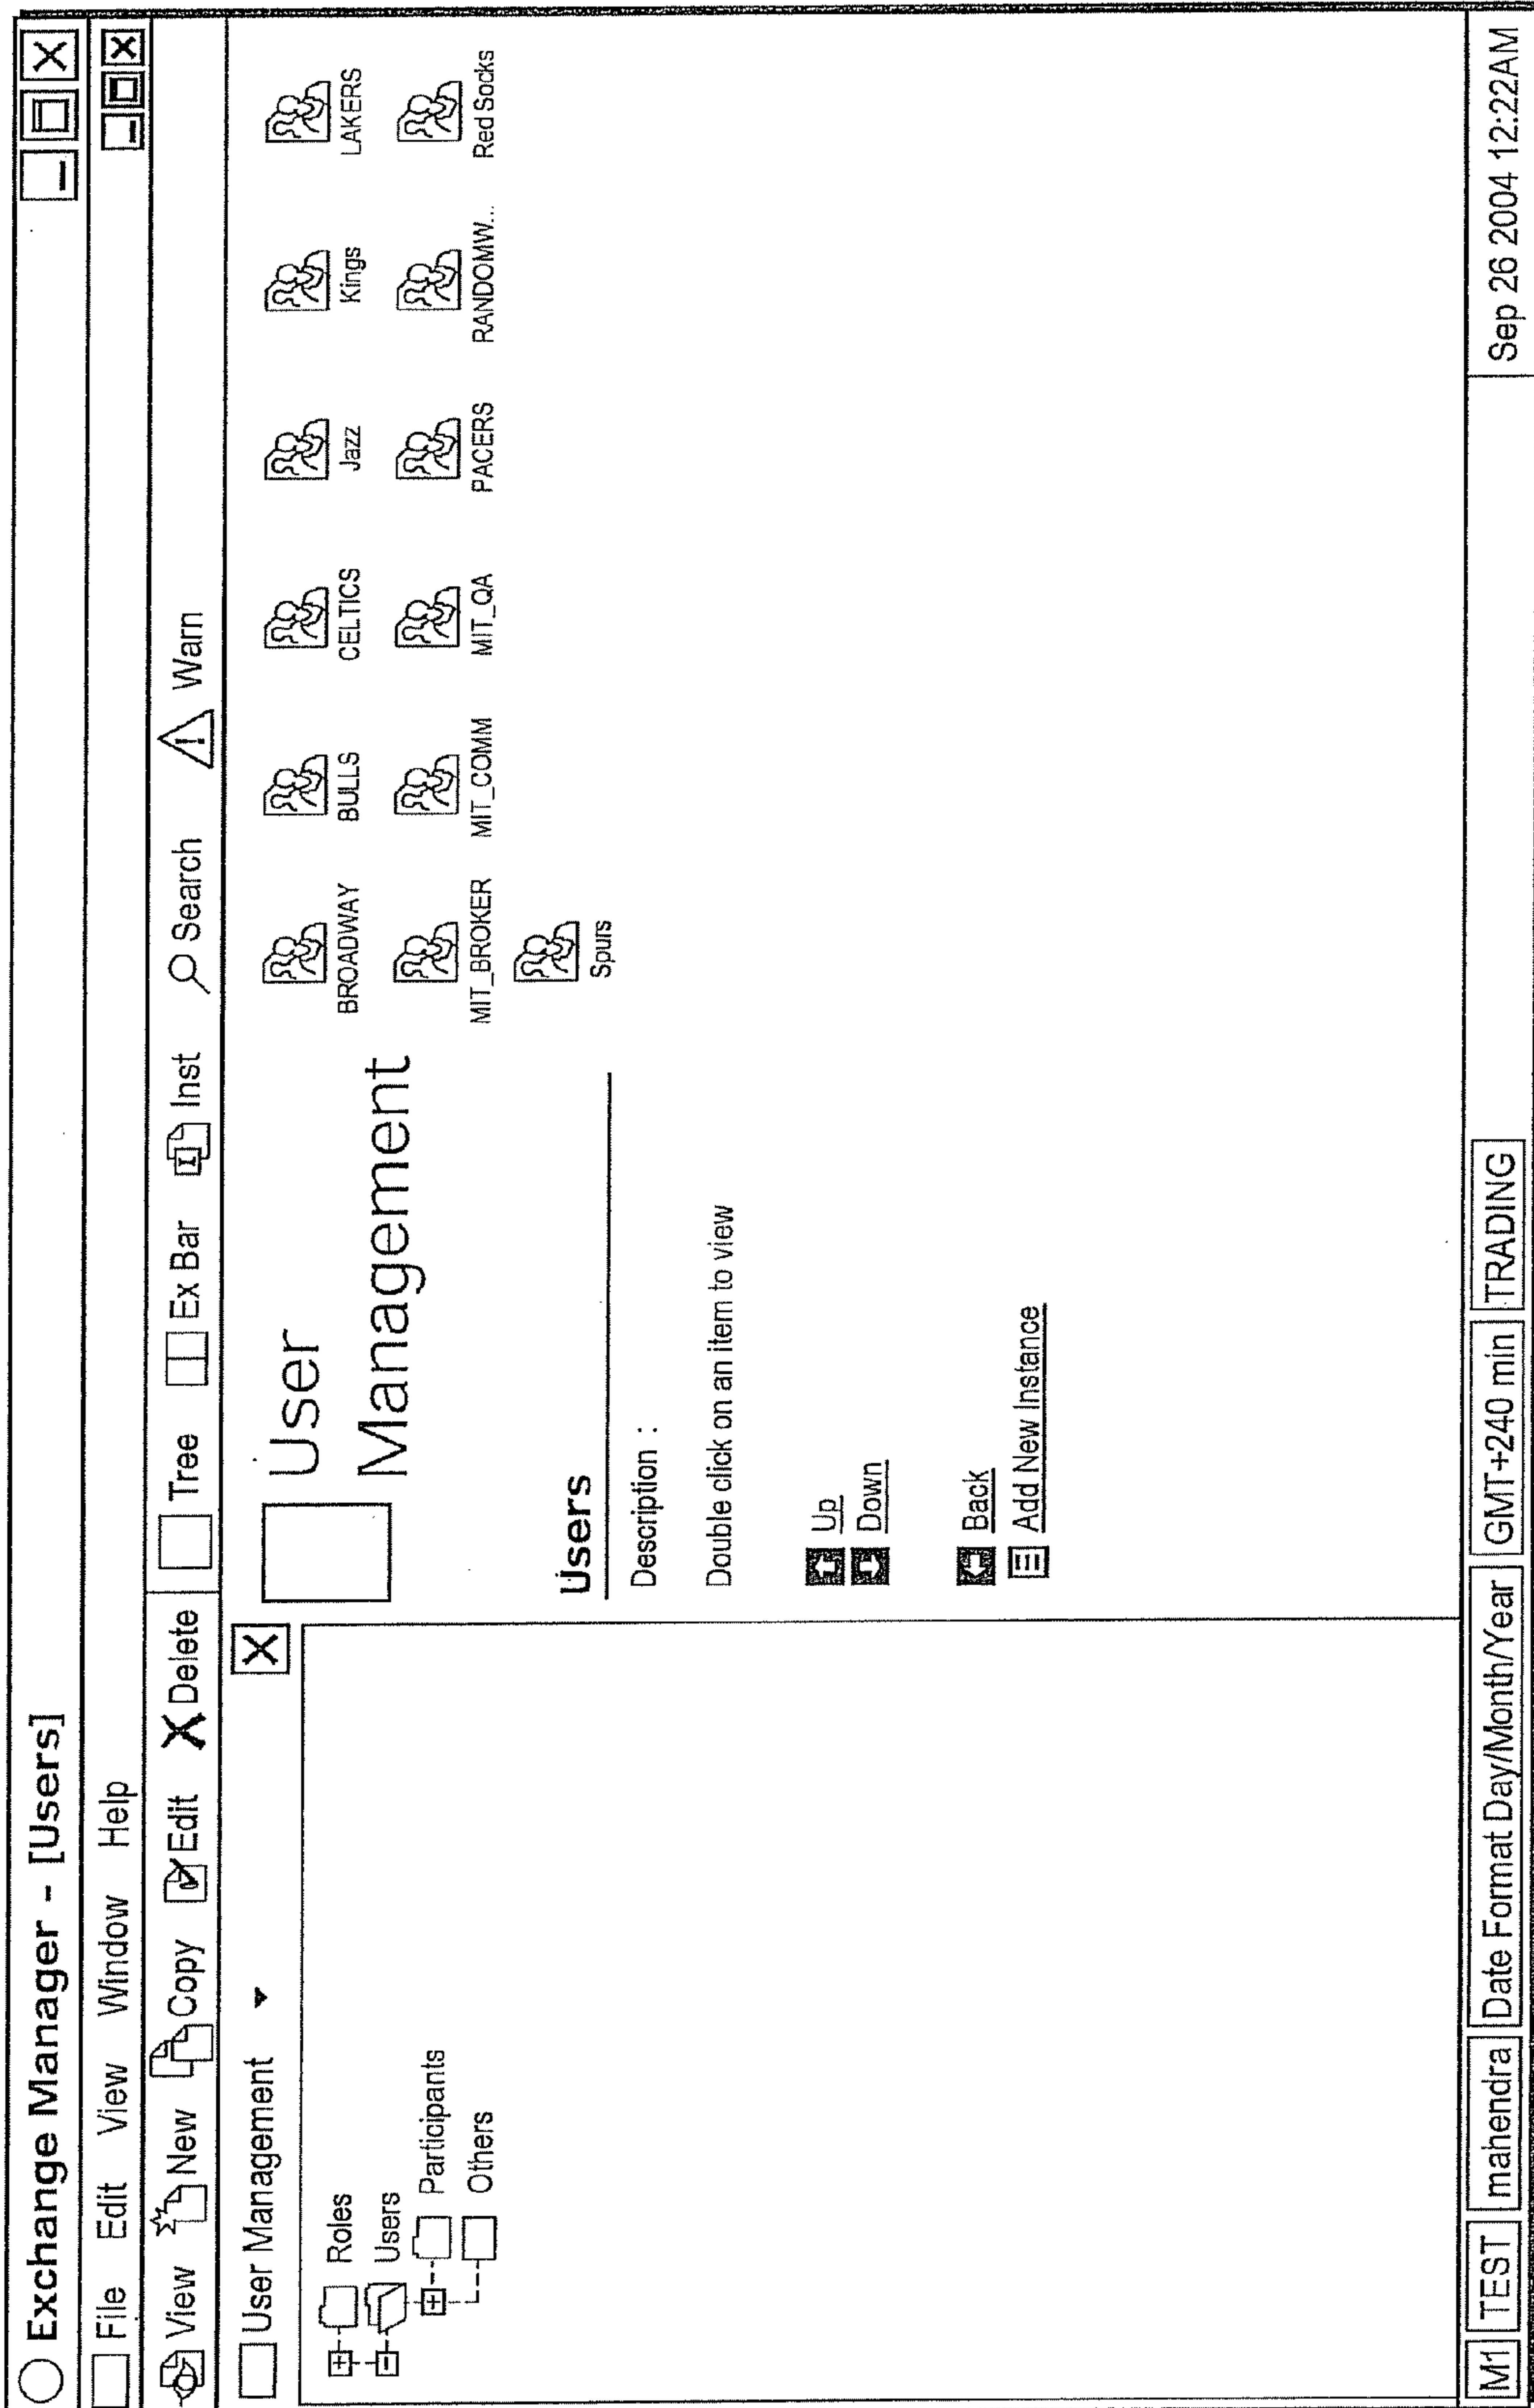 Exchange Manager - [Users]
File Edit View Window Help
View New Copy Edit Delete Tree Ex Bar Inst Search Warn
User Management
Roles
Users
Participants
Others
User
Management
Users
Description :
Double click on an item to view
Up
Down
Back
Add New Instance
BROADWAY BULLS CELTICS Jazz Kings LAKERS
MIT_BROKER MIT_COMM MIT_QA PACERS RANDOMW... Red Socks
Spurs
M1 TEST mahendra Date Format Day/Month/Year GMT+240 min TRADING Sep 26 2004 12:22AM